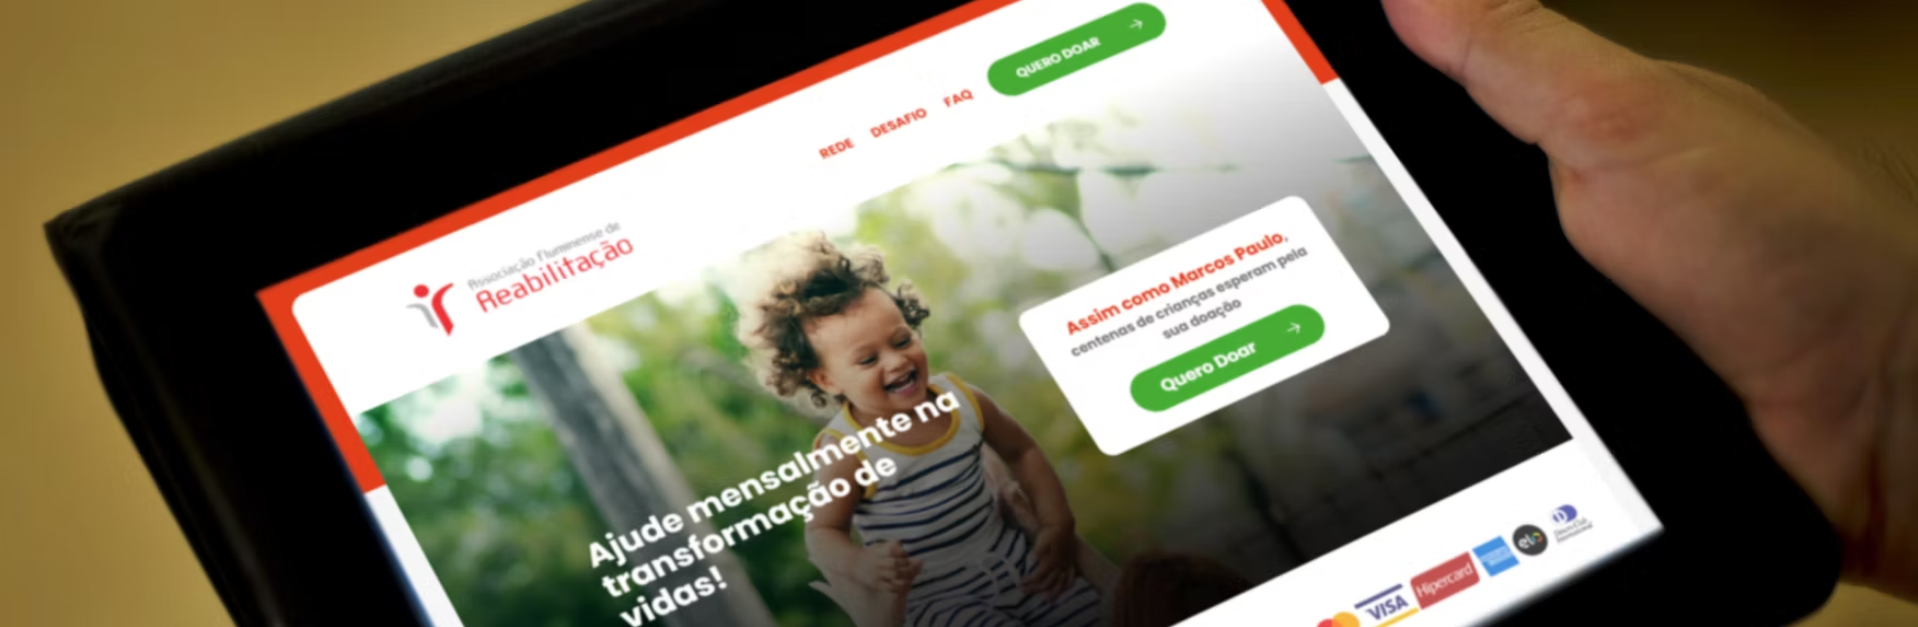 QUERO DOAR
REDE DESAFIO FAQ
Associação Fluminense de
Reabilitação
Assim como Marcos Paulo,
centenas de crianças esperam pela
sua doação
Quero Doar
Ajude mensalmente na
transformação de
vidas!
VISA Hipercard elo